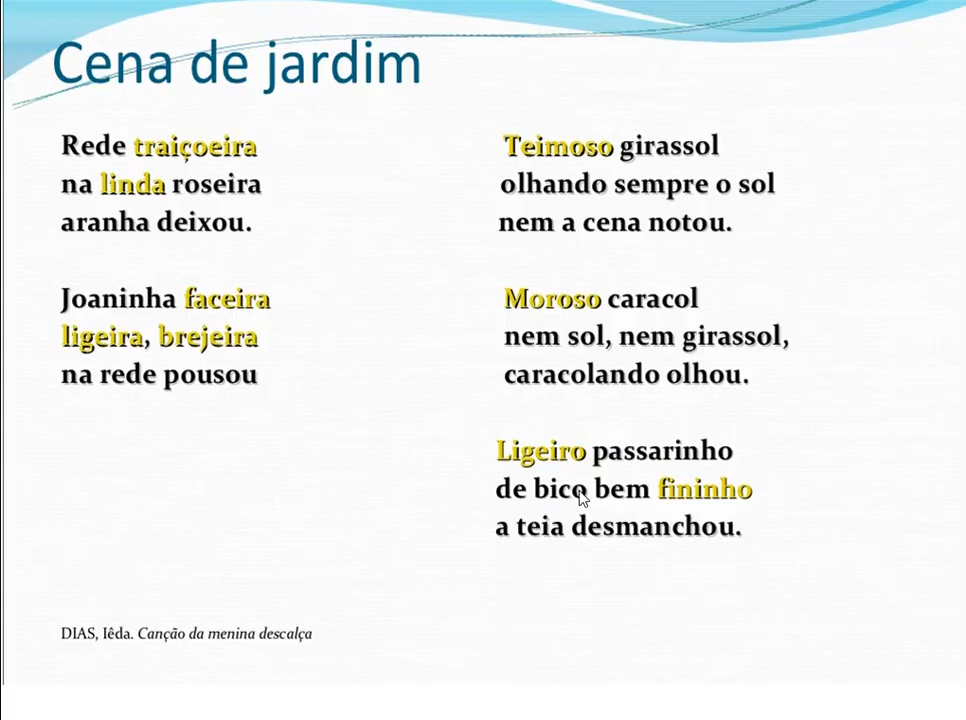 Cena de jardim
Rede traiçoeira
na linda roseira
aranha deixou.
Joaninha faceira
ligeira, brejeira
na rede pousou
Teimoso girassol
olhando sempre o sol
nem a cena notou.
Moroso caracol
nem sol, nem girassol,
caracolando olhou.
Ligeiro passarinho
de bico bem fininho
a teia desmanchou.
DIAS, Iêda. Canção da menina descalça